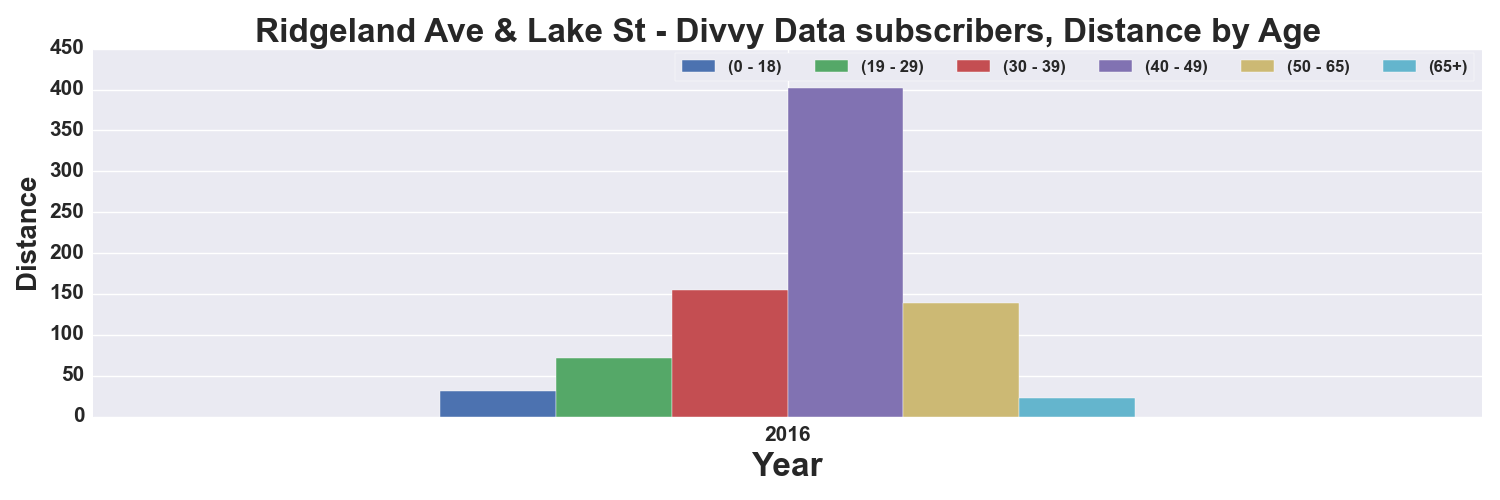 Ridgeland Ave & Lake St - Divvy Data subscribers, Distance by Age
(0 - 18) (19 - 29) (30 - 39) (40 - 49) (50 - 65) (65+)
Distance
450
400
350
300
250
200
150
100
50
0
2016
Year